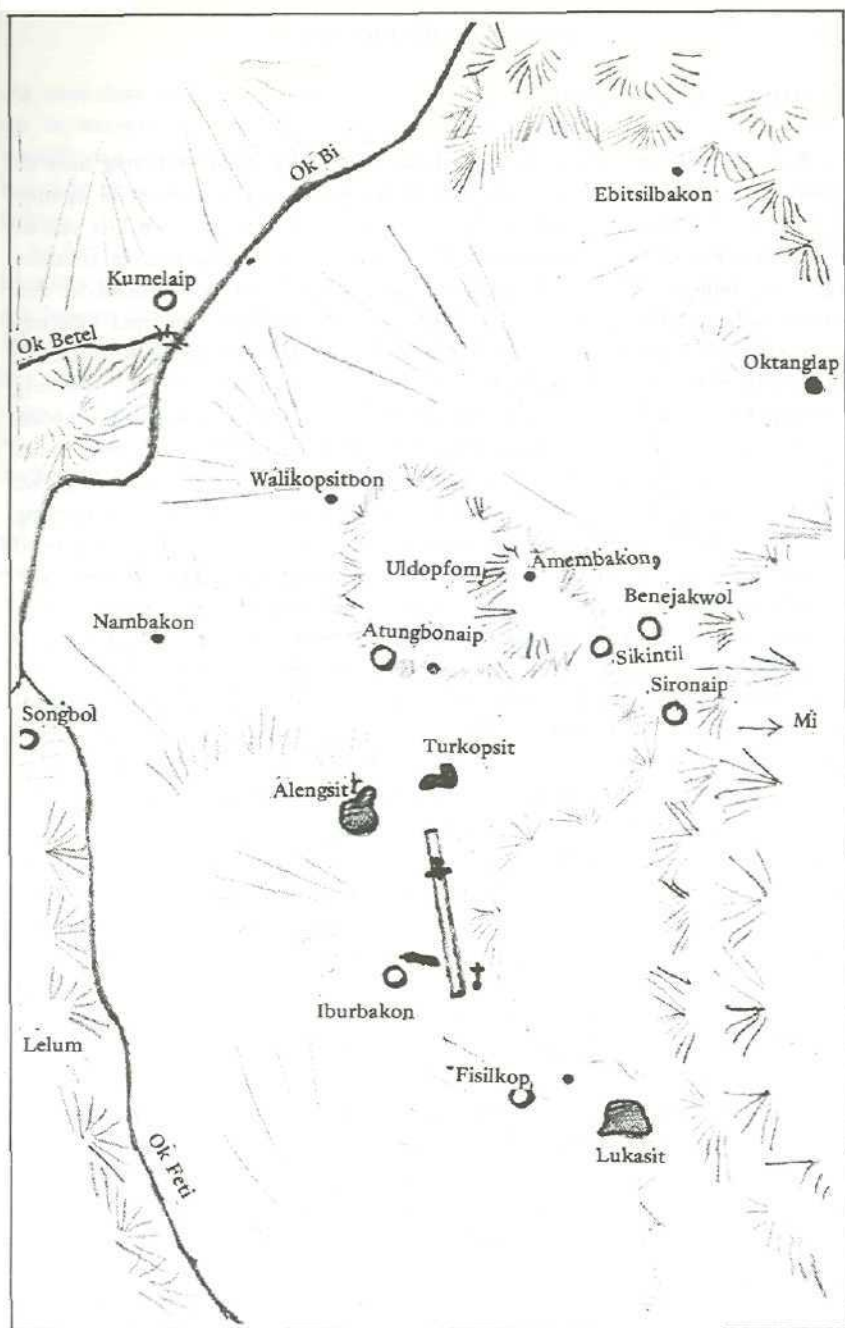 Ok Bi
Ebitsilbakon
Kumelaip
Ok Betel
Oktanglap
Walikopsitbon
Uldopfom
Amembakon
Benejakwol
Nambakon
Atungbonaip
Sikintil
Sironaip
Songbol
Mi
Turkopsit
Alengsit
Iburbakon
Lelum
Fisilkop
Ok Feti
Lukasit